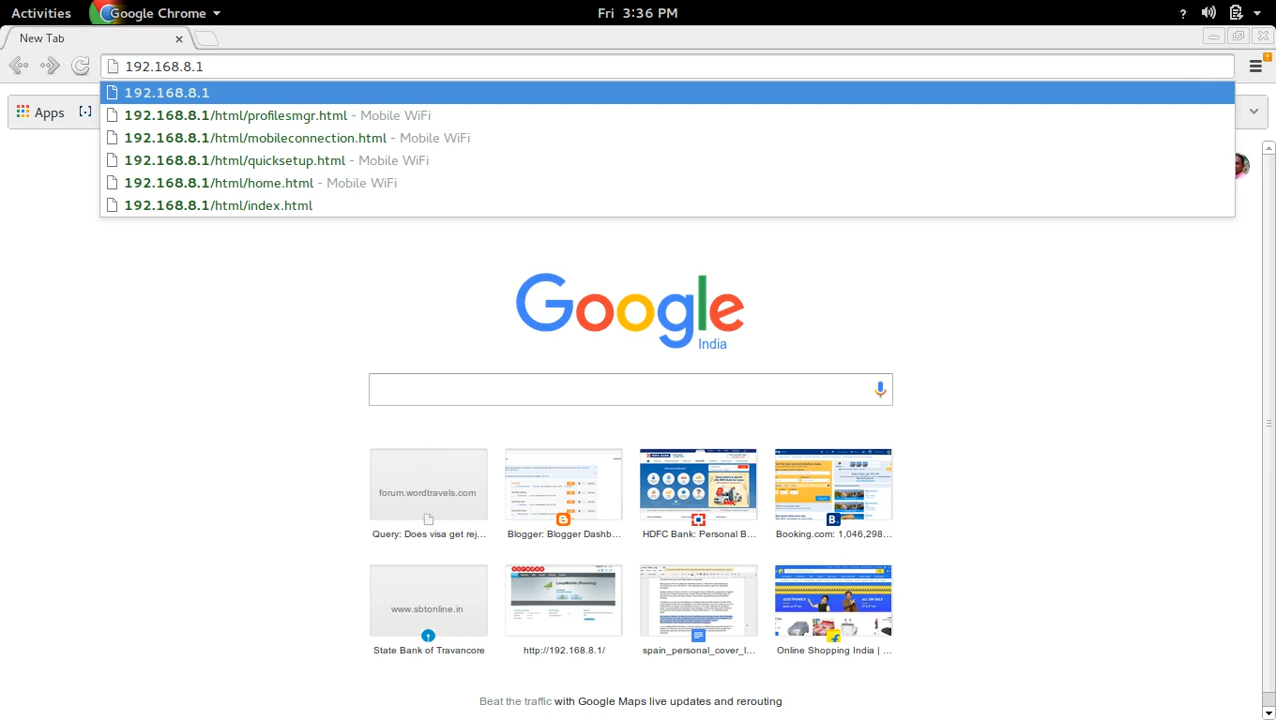 Activities Google Chrome Fri 3:36 PM ?
New Tab
192.168.8.1
192.168.8.1
Apps
192.168.8.1/html/profilesmgr.html - Mobile WiFi
192.168.8.1/html/mobileconnection.html - Mobile WiFi
192.168.8.1/html/quicksetup.html - Mobile WiFi
192.168.8.1/html/home.html - Mobile WiFi
192.168.8.1/html/index.html
Google
India
forum.wordtravels.com
Query: Does visa get rej... Blogger: Blogger Dashb... HDFC Bank: Personal B... Booking.com: 1,046,298...
www.sbtonline.in
State Bank of Travancore http://192.168.8.1/ spain_personal_cover_l... Online Shopping India | ...
Beat the traffic with Google Maps live updates and rerouting